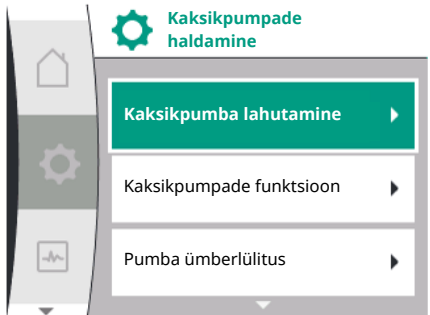 Kaksikpumpade
haldamine
Kaksikpumba lahutamine
Kaksikpumpade funktsioon
Pumba ümberlülitus